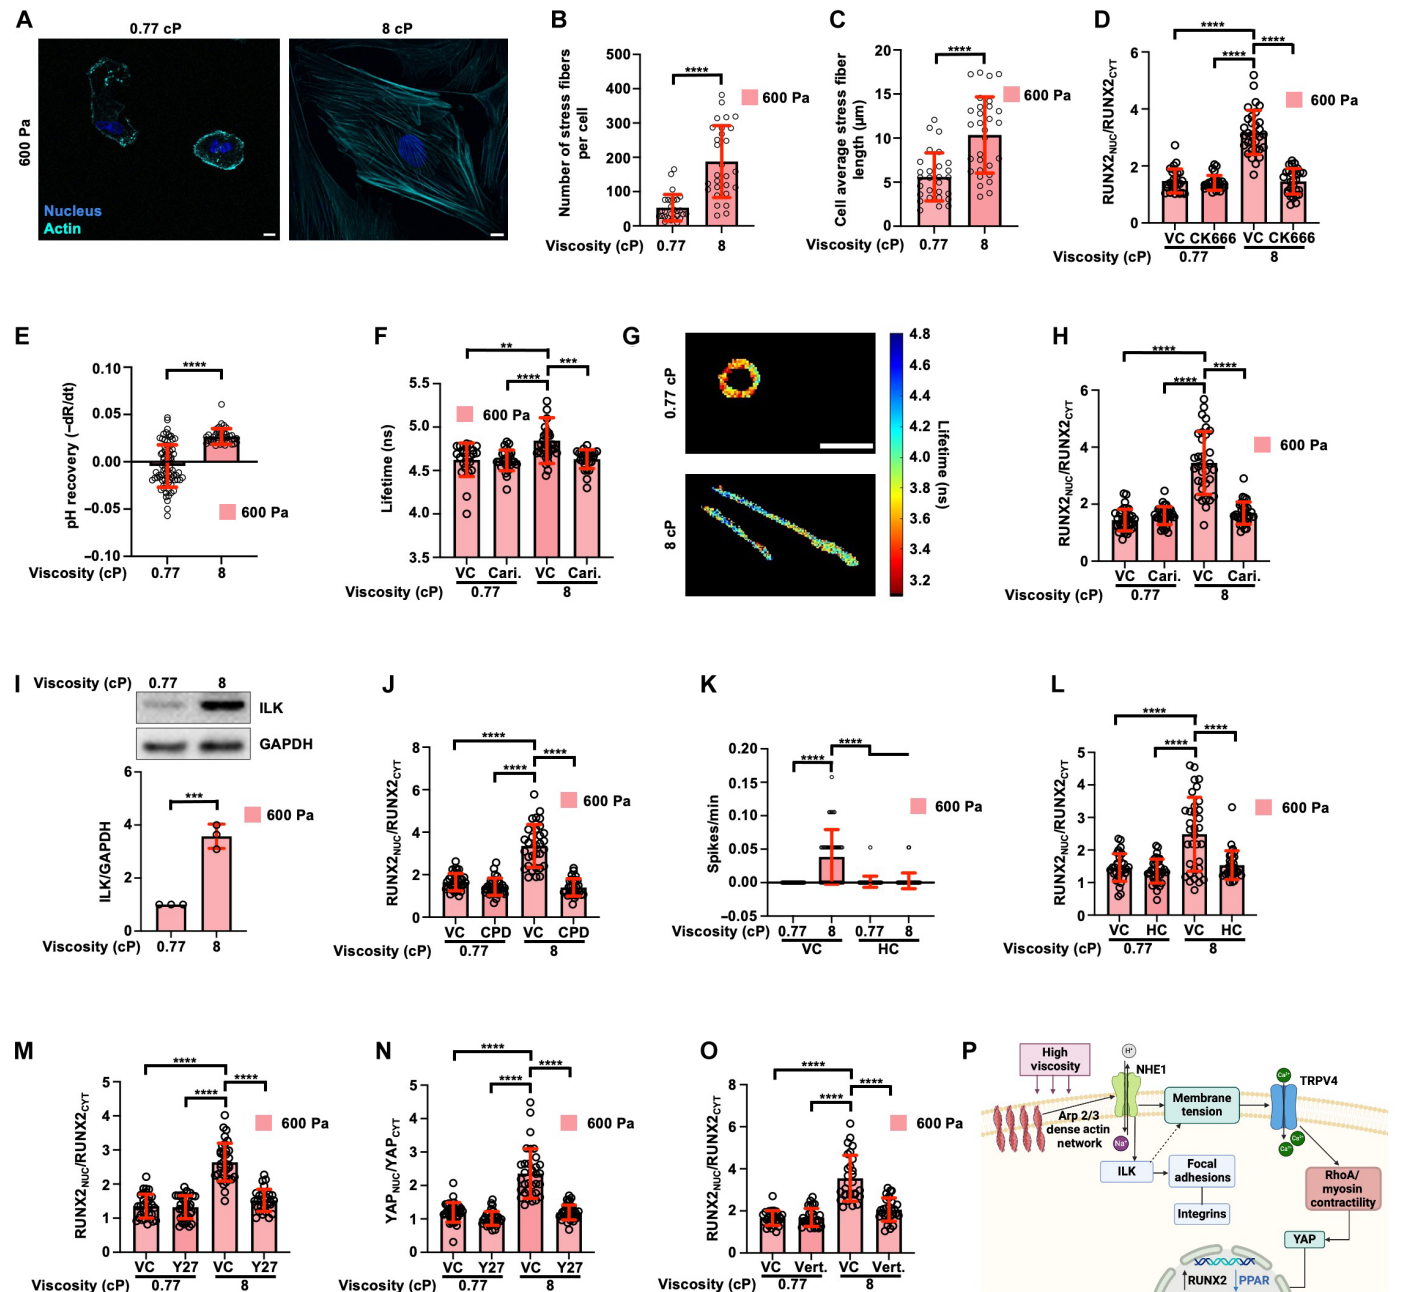 A
0.77 cP
8 cP
600 Pa
Nucleus
Actin
B
Number of stress fibers
per cell
500
400
300
200
100
0
****
600 Pa
Viscosity (cP)
0.77
8
C
Cell average stress fiber
length (µm)
20
15
10
5
0
****
600 Pa
Viscosity (cP)
0.77
8
D
RUNX2NUC/RUNX2CYT
6
4
2
0
****
****
****
600 Pa
VC CK666 VC CK666
Viscosity (cP)
0.77
8
E
pH recovery (−dR/dt)
0.10
0.05
0.00
−0.05
−0.10
****
600 Pa
Viscosity (cP)
0.77
8
F
Lifetime (ns)
5.5
5.0
4.5
4.0
3.5
**
***
****
600 Pa
VC Cari. VC Cari.
Viscosity (cP)
0.77
8
G
0.77 cP
8 cP
4.8
4.6
4.4
4.2
4.0
3.8
3.6
3.4
3.2
Lifetime (ns)
H
RUNX2NUC/RUNX2CYT
6
4
2
0
****
****
****
600 Pa
VC Cari. VC Cari.
Viscosity (cP)
0.77
8
I
Viscosity (cP)
0.77
8
ILK
GAPDH
ILK/GAPDH
6
4
2
0
***
600 Pa
Viscosity (cP)
0.77
8
J
RUNX2NUC/RUNX2CYT
8
6
4
2
0
****
****
****
600 Pa
VC CPD VC CPD
Viscosity (cP)
0.77
8
K
Spikes/min
0.20
0.15
0.10
0.05
0.00
−0.05
****
****
600 Pa
Viscosity (cP)
0.77 8 0.77 8
VC
HC
L
RUNX2NUC/RUNX2CYT
5
4
3
2
1
0
****
****
****
600 Pa
VC HC VC HC
Viscosity (cP)
0.77
8
M
RUNX2NUC/RUNX2CYT
5
4
3
2
1
0
****
****
****
600 Pa
VC Y27 VC Y27
Viscosity (cP)
0.77
8
N
YAPNUC/YAPCYT
5
4
3
2
1
0
****
****
****
600 Pa
VC Y27 VC Y27
Viscosity (cP)
0.77
8
O
RUNX2NUC/RUNX2CYT
8
6
4
2
0
****
****
****
600 Pa
VC Vert. VC Vert.
Viscosity (cP)
0.77
8
P
High
viscosity
H⁺
NHE1
Arp 2/3
dense actin
network
Na⁺
Membrane
tension
Ca²⁺
TRPV4
Ca²⁺
Ca²⁺
ILK
Focal
adhesions
Integrins
RhoA/
myosin
contractility
YAP
RUNX2
PPAR